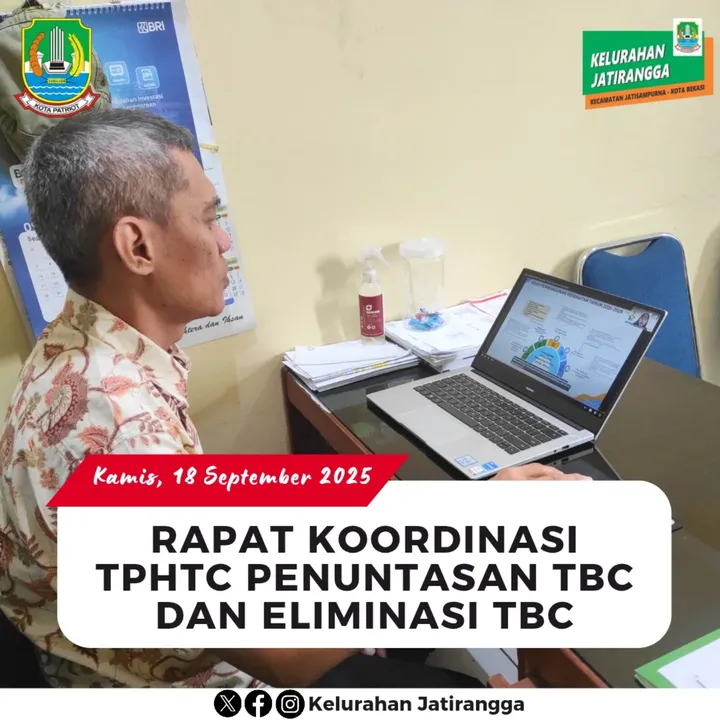 BRI
KELURAHAN
JATIRANGGA
KECAMATAN JATISAMPURNA - KOTA BEKASI
KOTA PATRIOT
Kamis, 18 September 2025
RAPAT KOORDINASI
TPHTC PENUNTASAN TBC
DAN ELIMINASI TBC
Kelurahan Jatirangga